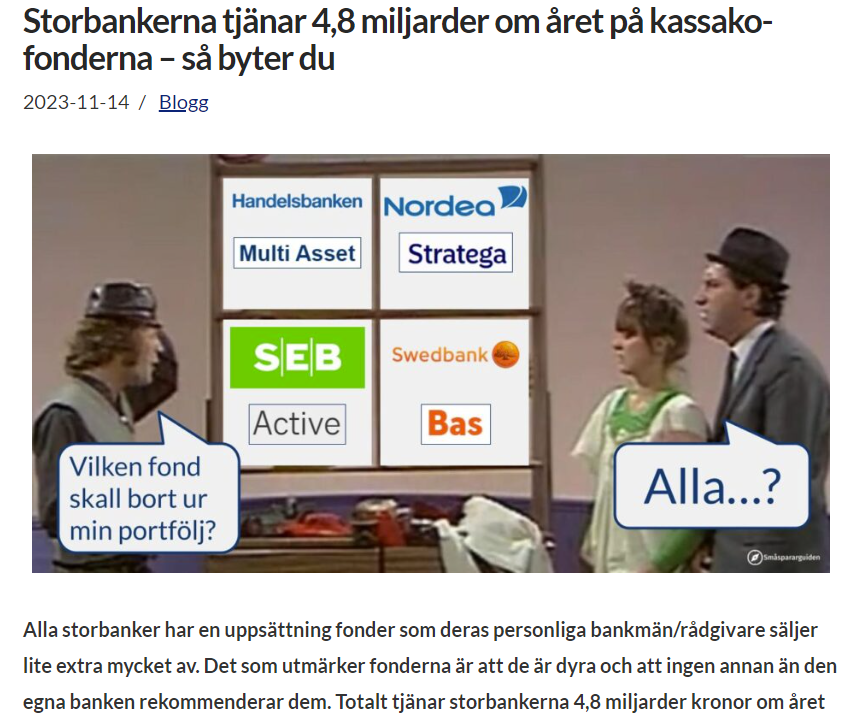 Storbankerna tjänar 4,8 miljarder om året på kassako-
fonderna – så byter du
2023-11-14 / Blogg
Handelsbanken
Multi Asset
Nordea
Stratega
SEB
Active
Swedbank
Bas
Vilken fond
skall bort ur
min portfölj?
Alla...?
Småspararguiden
Alla storbanker har en uppsättning fonder som deras personliga bankmän/rådgivare säljer
lite extra mycket av. Det som utmärker fonderna är att de är dyra och att ingen annan än den
egna banken rekommenderar dem. Totalt tjänar storbankerna 4,8 miljarder kronor om året